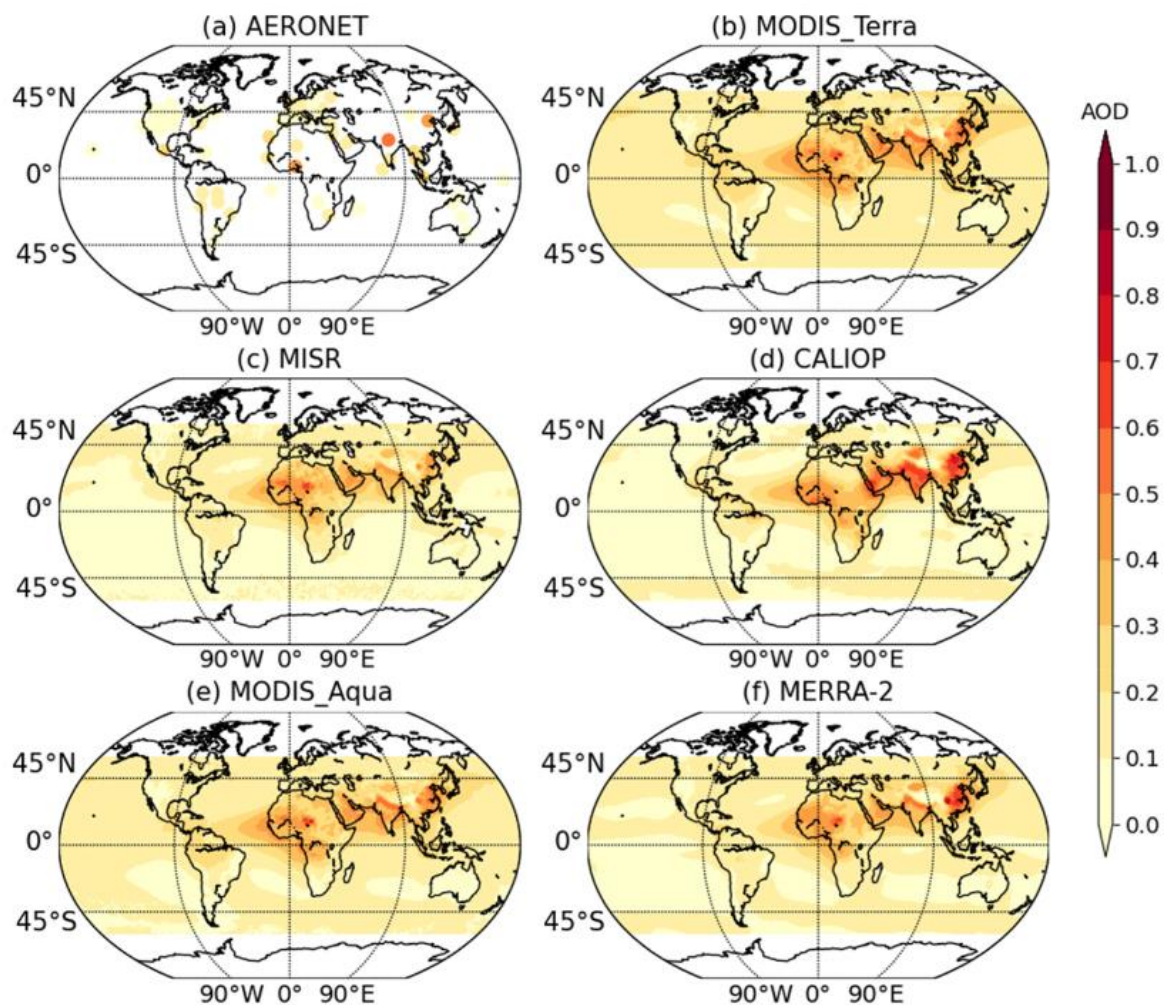 (a) AERONET
(b) MODIS_Terra
AOD
45°N
0°
45°S
90°W 0° 90°E
45°N
0°
45°S
90°W 0° 90°E
1.0
0.9
0.8
0.7
0.6
0.5
0.4
0.3
0.2
0.1
0.0
(c) MISR
(d) CALIOP
45°N
0°
45°S
90°W 0° 90°E
45°N
0°
45°S
90°W 0° 90°E
(e) MODIS_Aqua
(f) MERRA-2
45°N
0°
45°S
90°W 0° 90°E
45°N
0°
45°S
90°W 0° 90°E